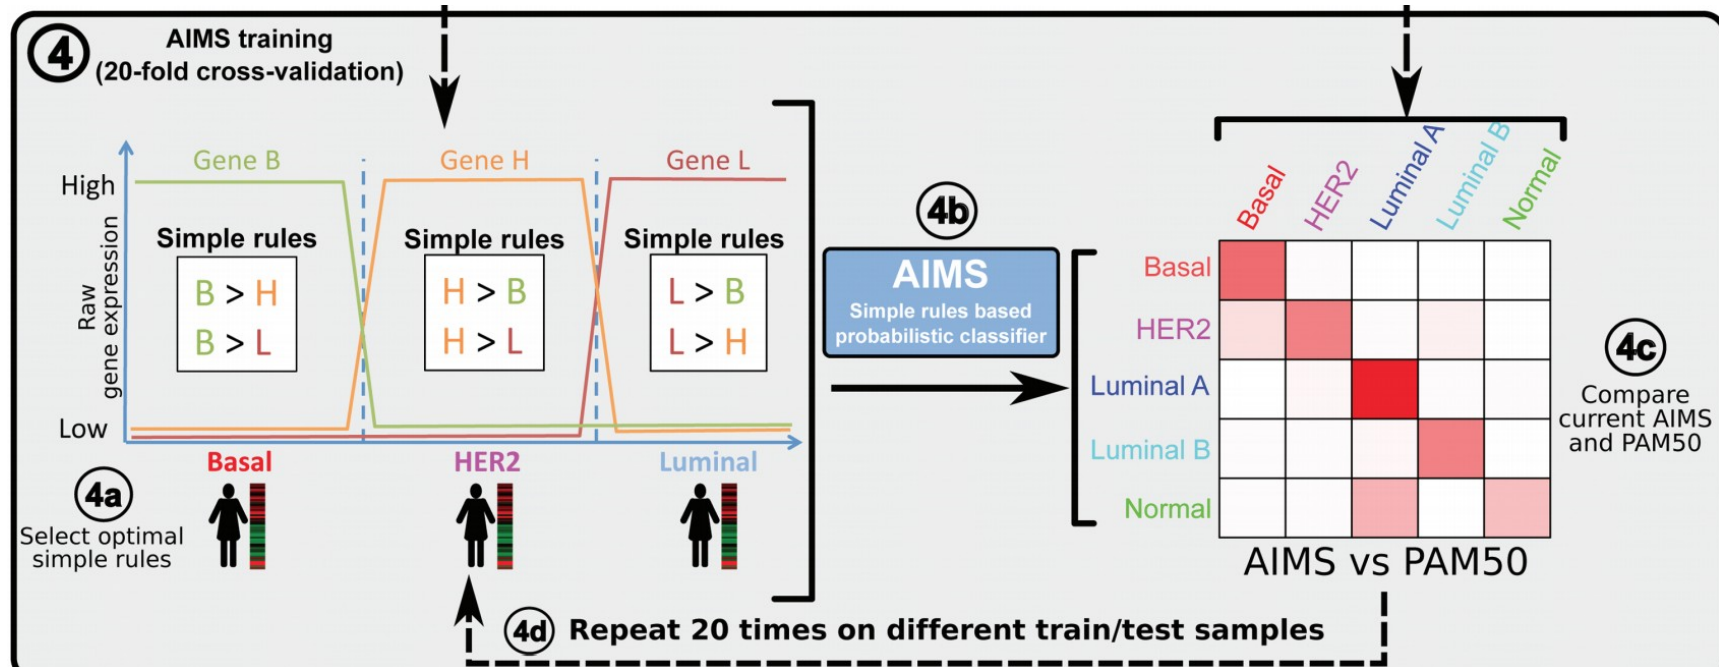 4
AIMS training
(20-fold cross-validation)
High
Low
Raw
gene expression
Gene B
Gene H
Gene L
Simple rules
B > H
B > L
Simple rules
H > B
H > L
Simple rules
L > B
L > H
Basal
HER2
Luminal
4a
Select optimal
simple rules
4b
AIMS
Simple rules based
probabilistic classifier
Basal
HER2
Luminal A
Luminal B
Normal
Basal
HER2
Luminal A
Luminal B
Normal
AIMS vs PAM50
4c
Compare
current AIMS
and PAM50
4d
Repeat 20 times on different train/test samples